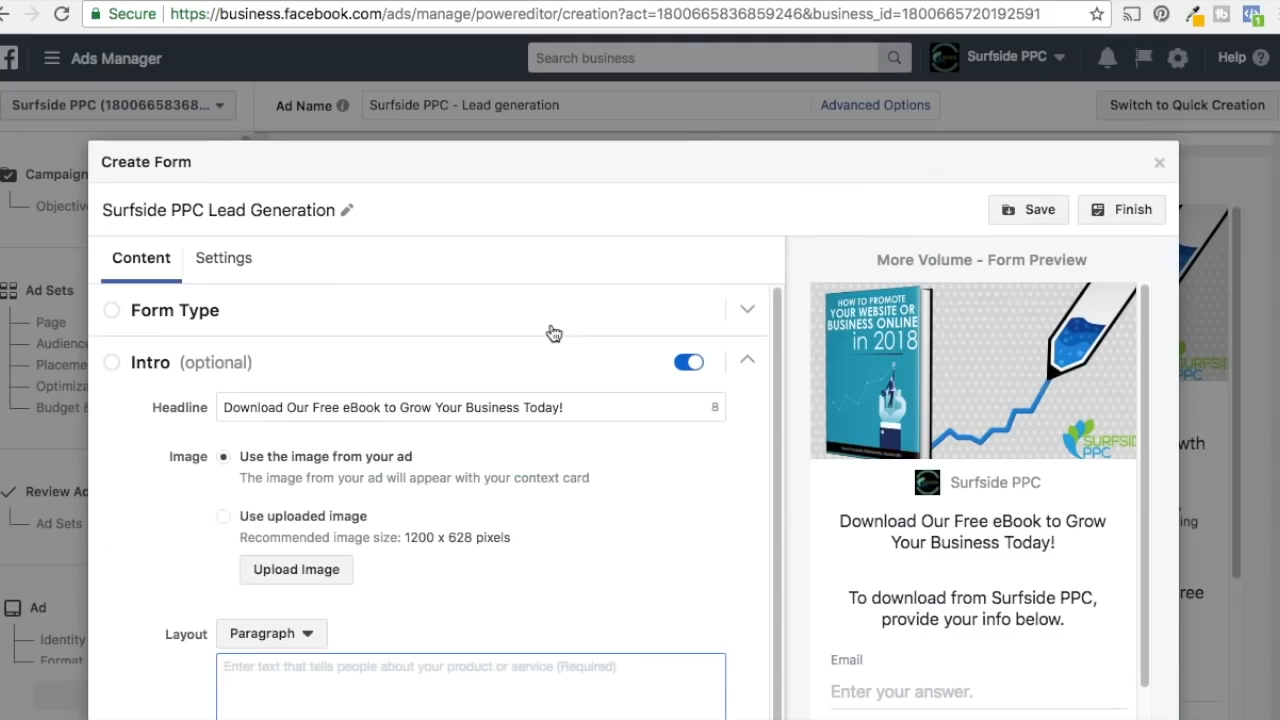 Secure https://business.facebook.com/ads/manage/powereditor/creation?act=1800665836859246&business_id=1800665720192591
Ads Manager
Search business
Surfside PPC
Help
Surfside PPC (18006658368...
Ad Name
Surfside PPC - Lead generation
Advanced Options
Switch to Quick Creation
Campaign
Objectiv
Ad Sets
Page
Audienc
Placeme
Optimiza
Budget &
Review Ad
Ad Sets
Ad
Identity
Format
Create Form
Surfside PPC Lead Generation
Save
Finish
Content
Settings
Form Type
Intro (optional)
Headline
Download Our Free eBook to Grow Your Business Today!
8
Image
Use the image from your ad
The image from your ad will appear with your context card
Use uploaded image
Recommended image size: 1200 x 628 pixels
Upload Image
Layout
Paragraph
Enter text that tells people about your product or service (Required)
More Volume - Form Preview
HOW TO PROMOTE
YOUR WEBSITE OR
BUSINESS ONLINE
in 2018
SURFSID
PPC
Surfside PPC
Download Our Free eBook to Grow
Your Business Today!
To download from Surfside PPC,
provide your info below.
Email
Enter your answer.